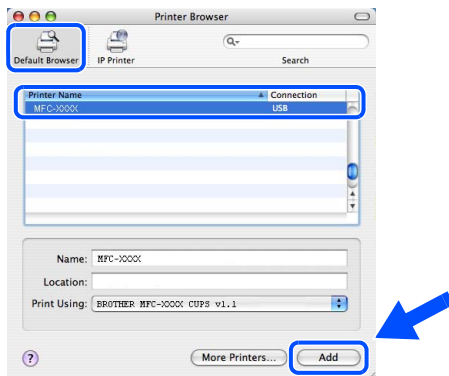 Printer Browser
Default Browser IP Printer Search
Printer Name Connection
MFC-XXXX USB
Name: MFC-XXXX
Location:
Print Using: BROTHER MFC-XXXX CUPS v1.1
? More Printers... Add